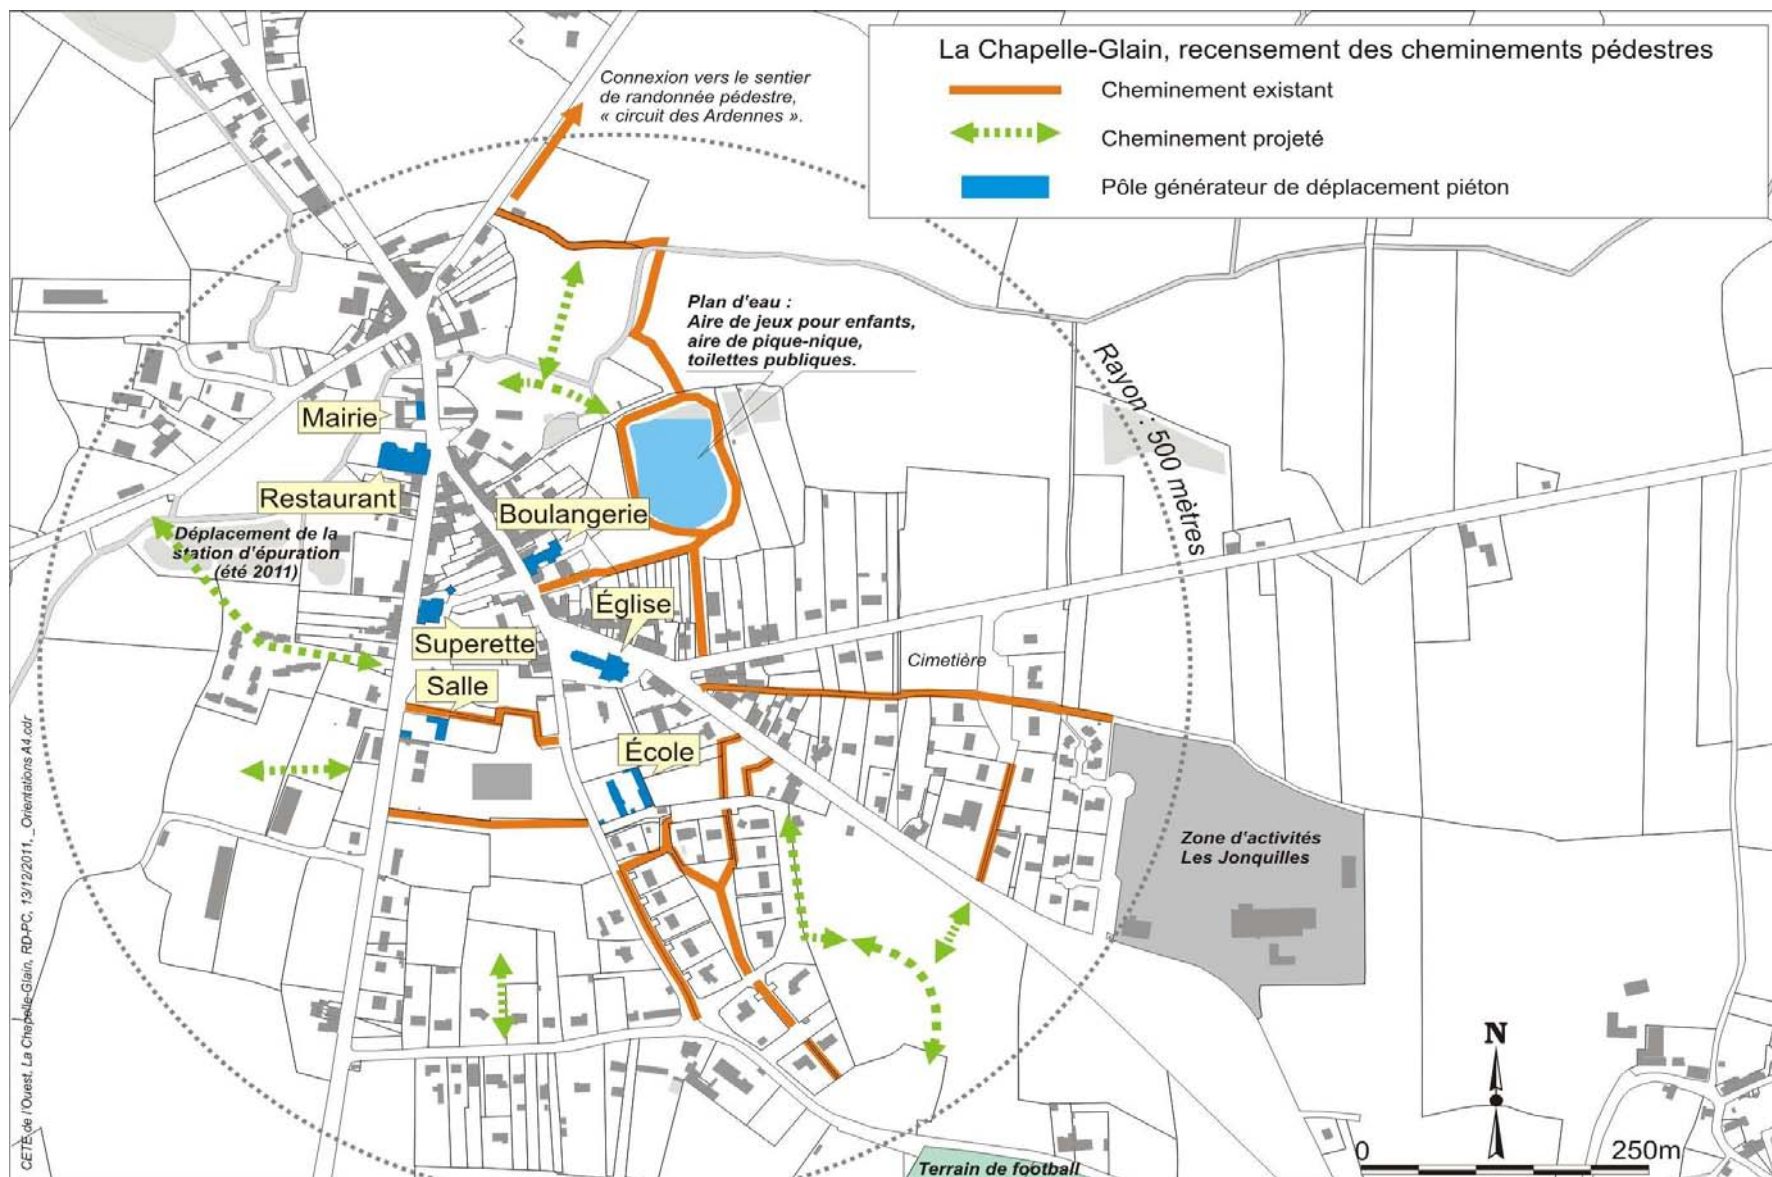 La Chapelle-Glain, recensement des cheminements pédestres
Cheminement existant
Cheminement projeté
Pôle générateur de déplacement piéton
Connexion vers le sentier
de randonnée pédestre,
« circuit des Ardennes ».
Plan d'eau :
Aire de jeux pour enfants,
aire de pique-nique,
toilettes publiques.
Rayon : 500 mètres
Mairie
Restaurant
Boulangerie
Déplacement de la
station d'épuration
(été 2011)
Église
Superette
Cimetière
Salle
École
Zone d'activités
Les Jonquilles
Terrain de football
N
0 250m
CETE de l'Ouest, La Chapelle-Glain, RD-PC, 13/12/2011, _Orientations A4.cdr